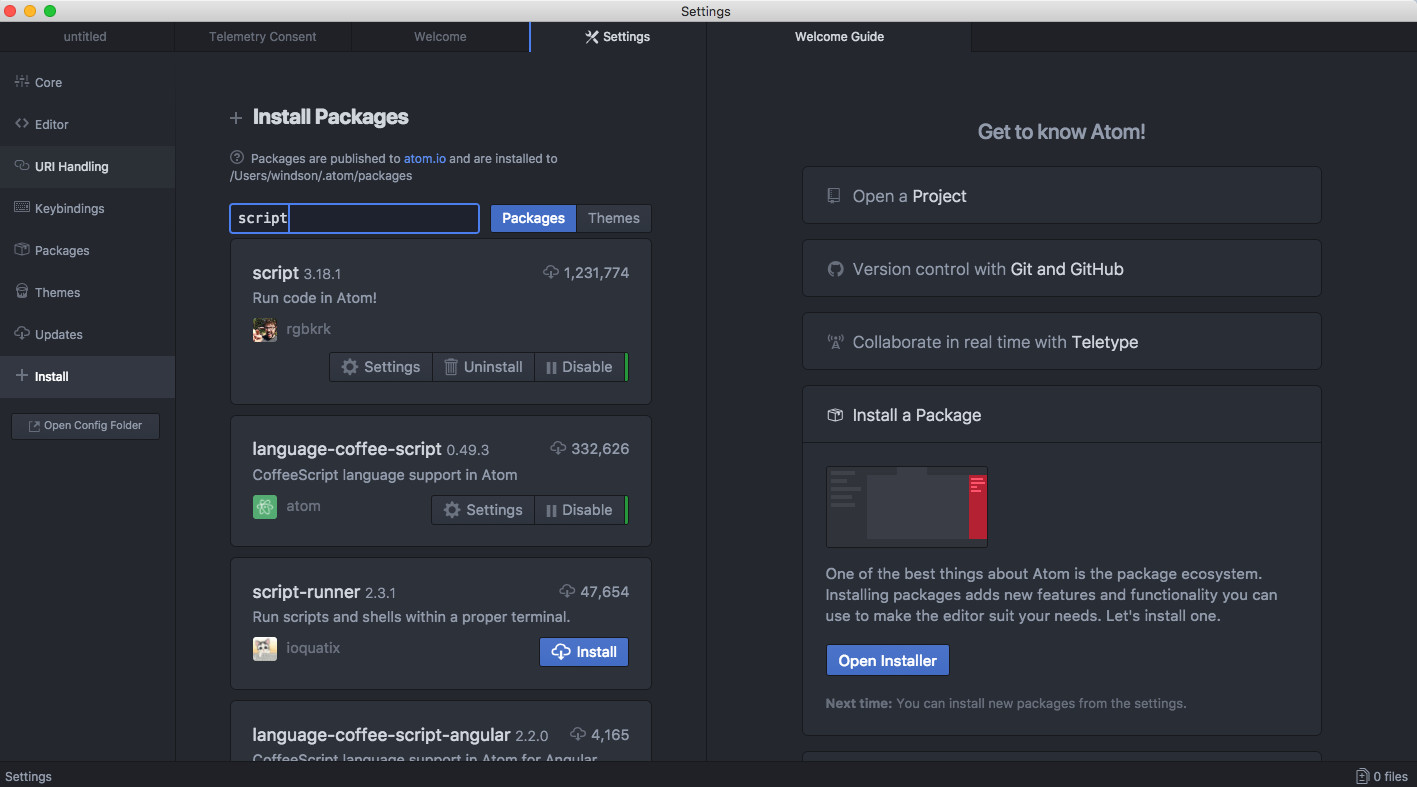 Settings
untitled
Telemetry Consent
Welcome
Settings
Welcome Guide
Core
Editor
URI Handling
Keybindings
Packages
Themes
Updates
Install
Open Config Folder
Install Packages
Packages are published to atom.io and are installed to
/Users/windson/.atom/packages
script
Packages
Themes
script 3.18.1
1,231,774
Run code in Atom!
rgbkrk
Settings
Uninstall
Disable
language-coffee-script 0.49.3
332,626
CoffeeScript language support in Atom
atom
Settings
Disable
script-runner 2.3.1
47,654
Run scripts and shells within a proper terminal.
ioquatix
Install
language-coffee-script-angular 2.2.0
4,165
CoffeeScript language support in Atom for Angular
Get to know Atom!
Open a Project
Version control with Git and GitHub
Collaborate in real time with Teletype
Install a Package
One of the best things about Atom is the package ecosystem.
Installing packages adds new features and functionality you can
use to make the editor suit your needs. Let's install one.
Open Installer
Next time: You can install new packages from the settings.
Settings
0 files